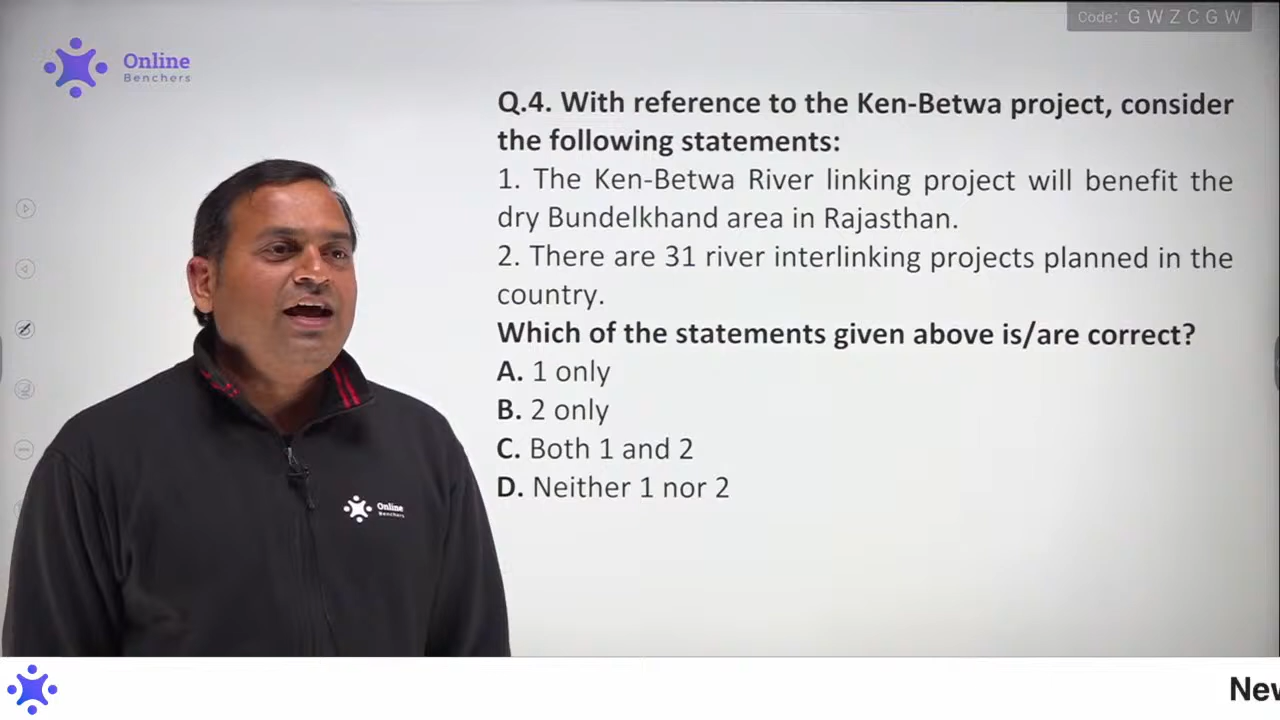 Code: G W Z C G W
Online
Benchers
Q.4. With reference to the Ken-Betwa project, consider
the following statements:
1. The Ken-Betwa River linking project will benefit the
dry Bundelkhand area in Rajasthan.
2. There are 31 river interlinking projects planned in the
country.
Which of the statements given above is/are correct?
A. 1 only
B. 2 only
C. Both 1 and 2
D. Neither 1 nor 2
Online
Benchers
New